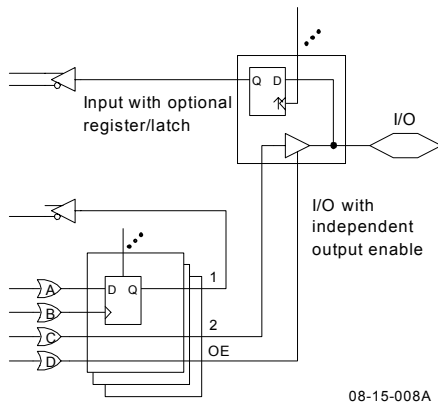 Q D
I/O
Input with optional
register/latch
I/O with
independent
output enable
A
D Q
1
B
C
2
D
OE
08-15-008A